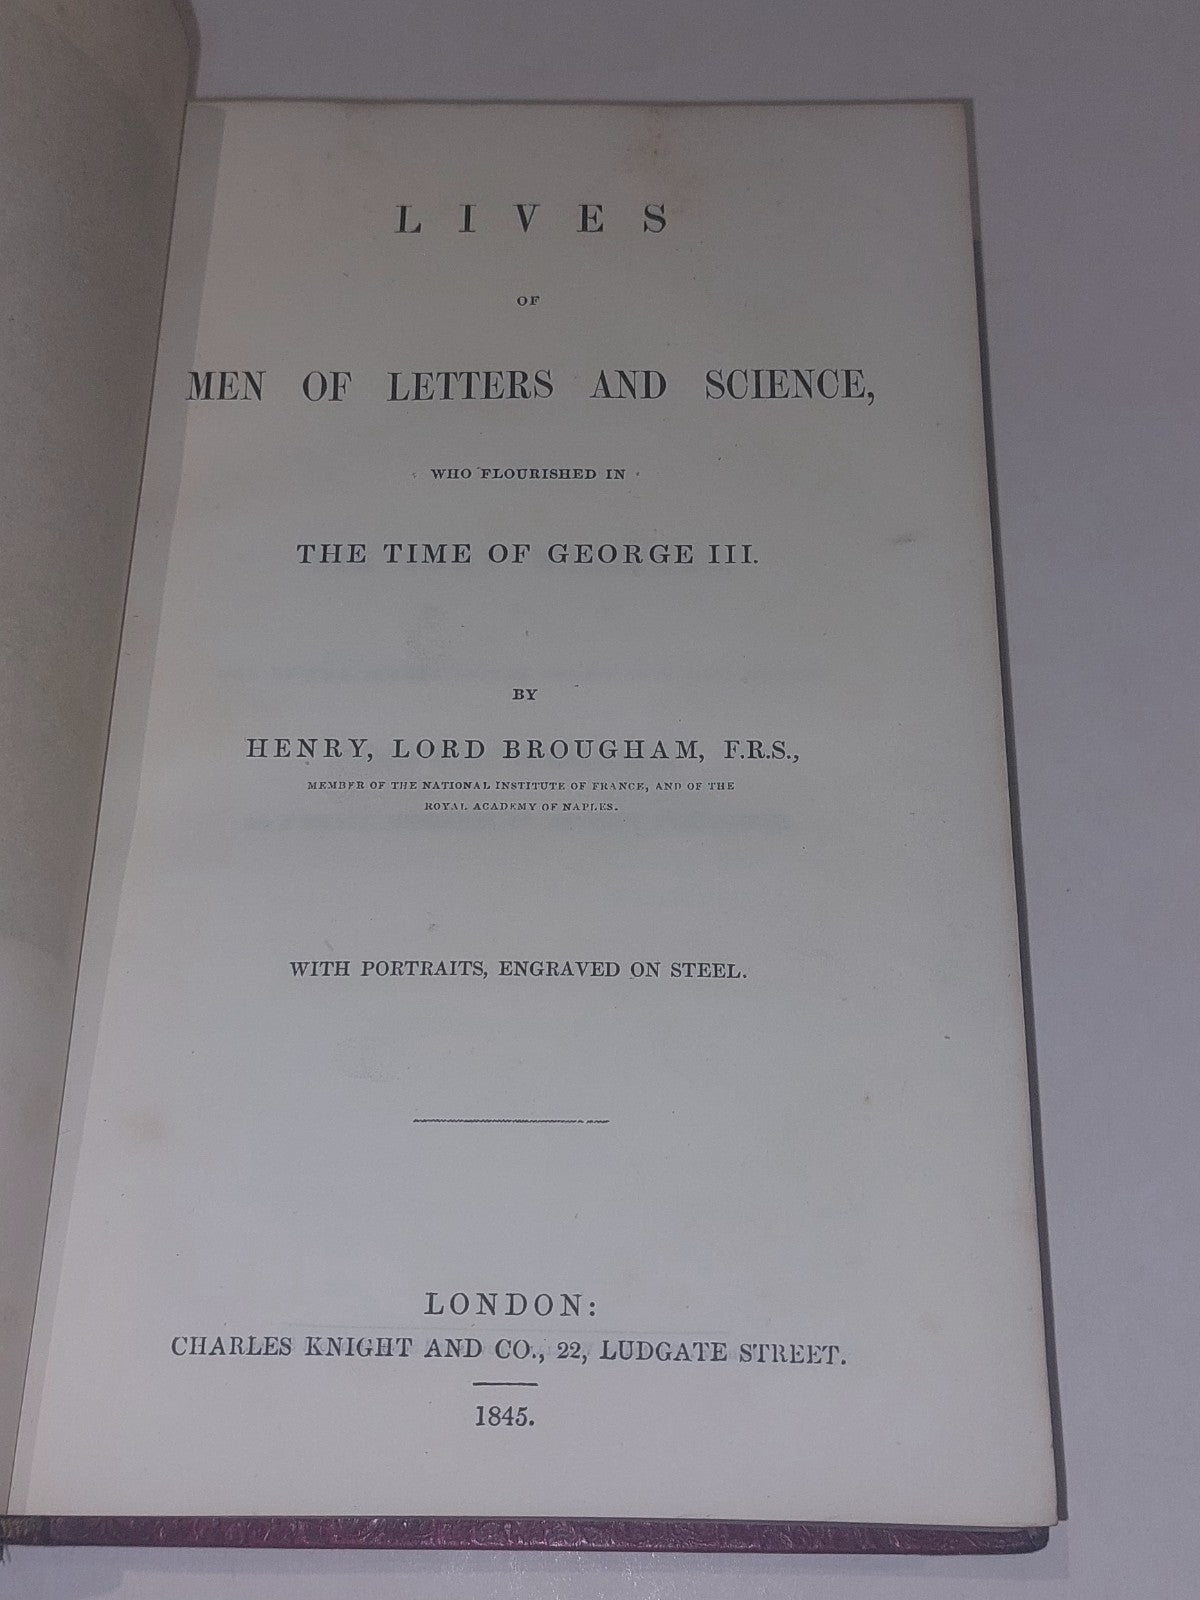 LIVES
OF
MEN OF LETTERS AND SCIENCE,
WHO FLOURISHED IN
THE TIME OF GEORGE III.
BY
HENRY, LORD BROUGHAM, F.R.S.,
MEMBER OF THE NATIONAL INSTITUTE OF FRANCE, AND OF THE
ROYAL ACADEMY OF NAPLES.
WITH PORTRAITS, ENGRAVED ON STEEL.
LONDON:
CHARLES KNIGHT AND CO., 22, LUDGATE STREET.
1845.